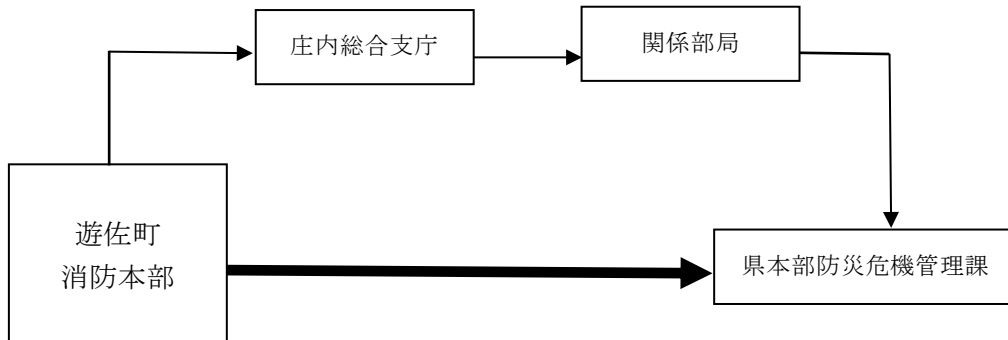 庄内総合支庁
関係部局
遊佐町
消防本部
県本部防災危機管理課